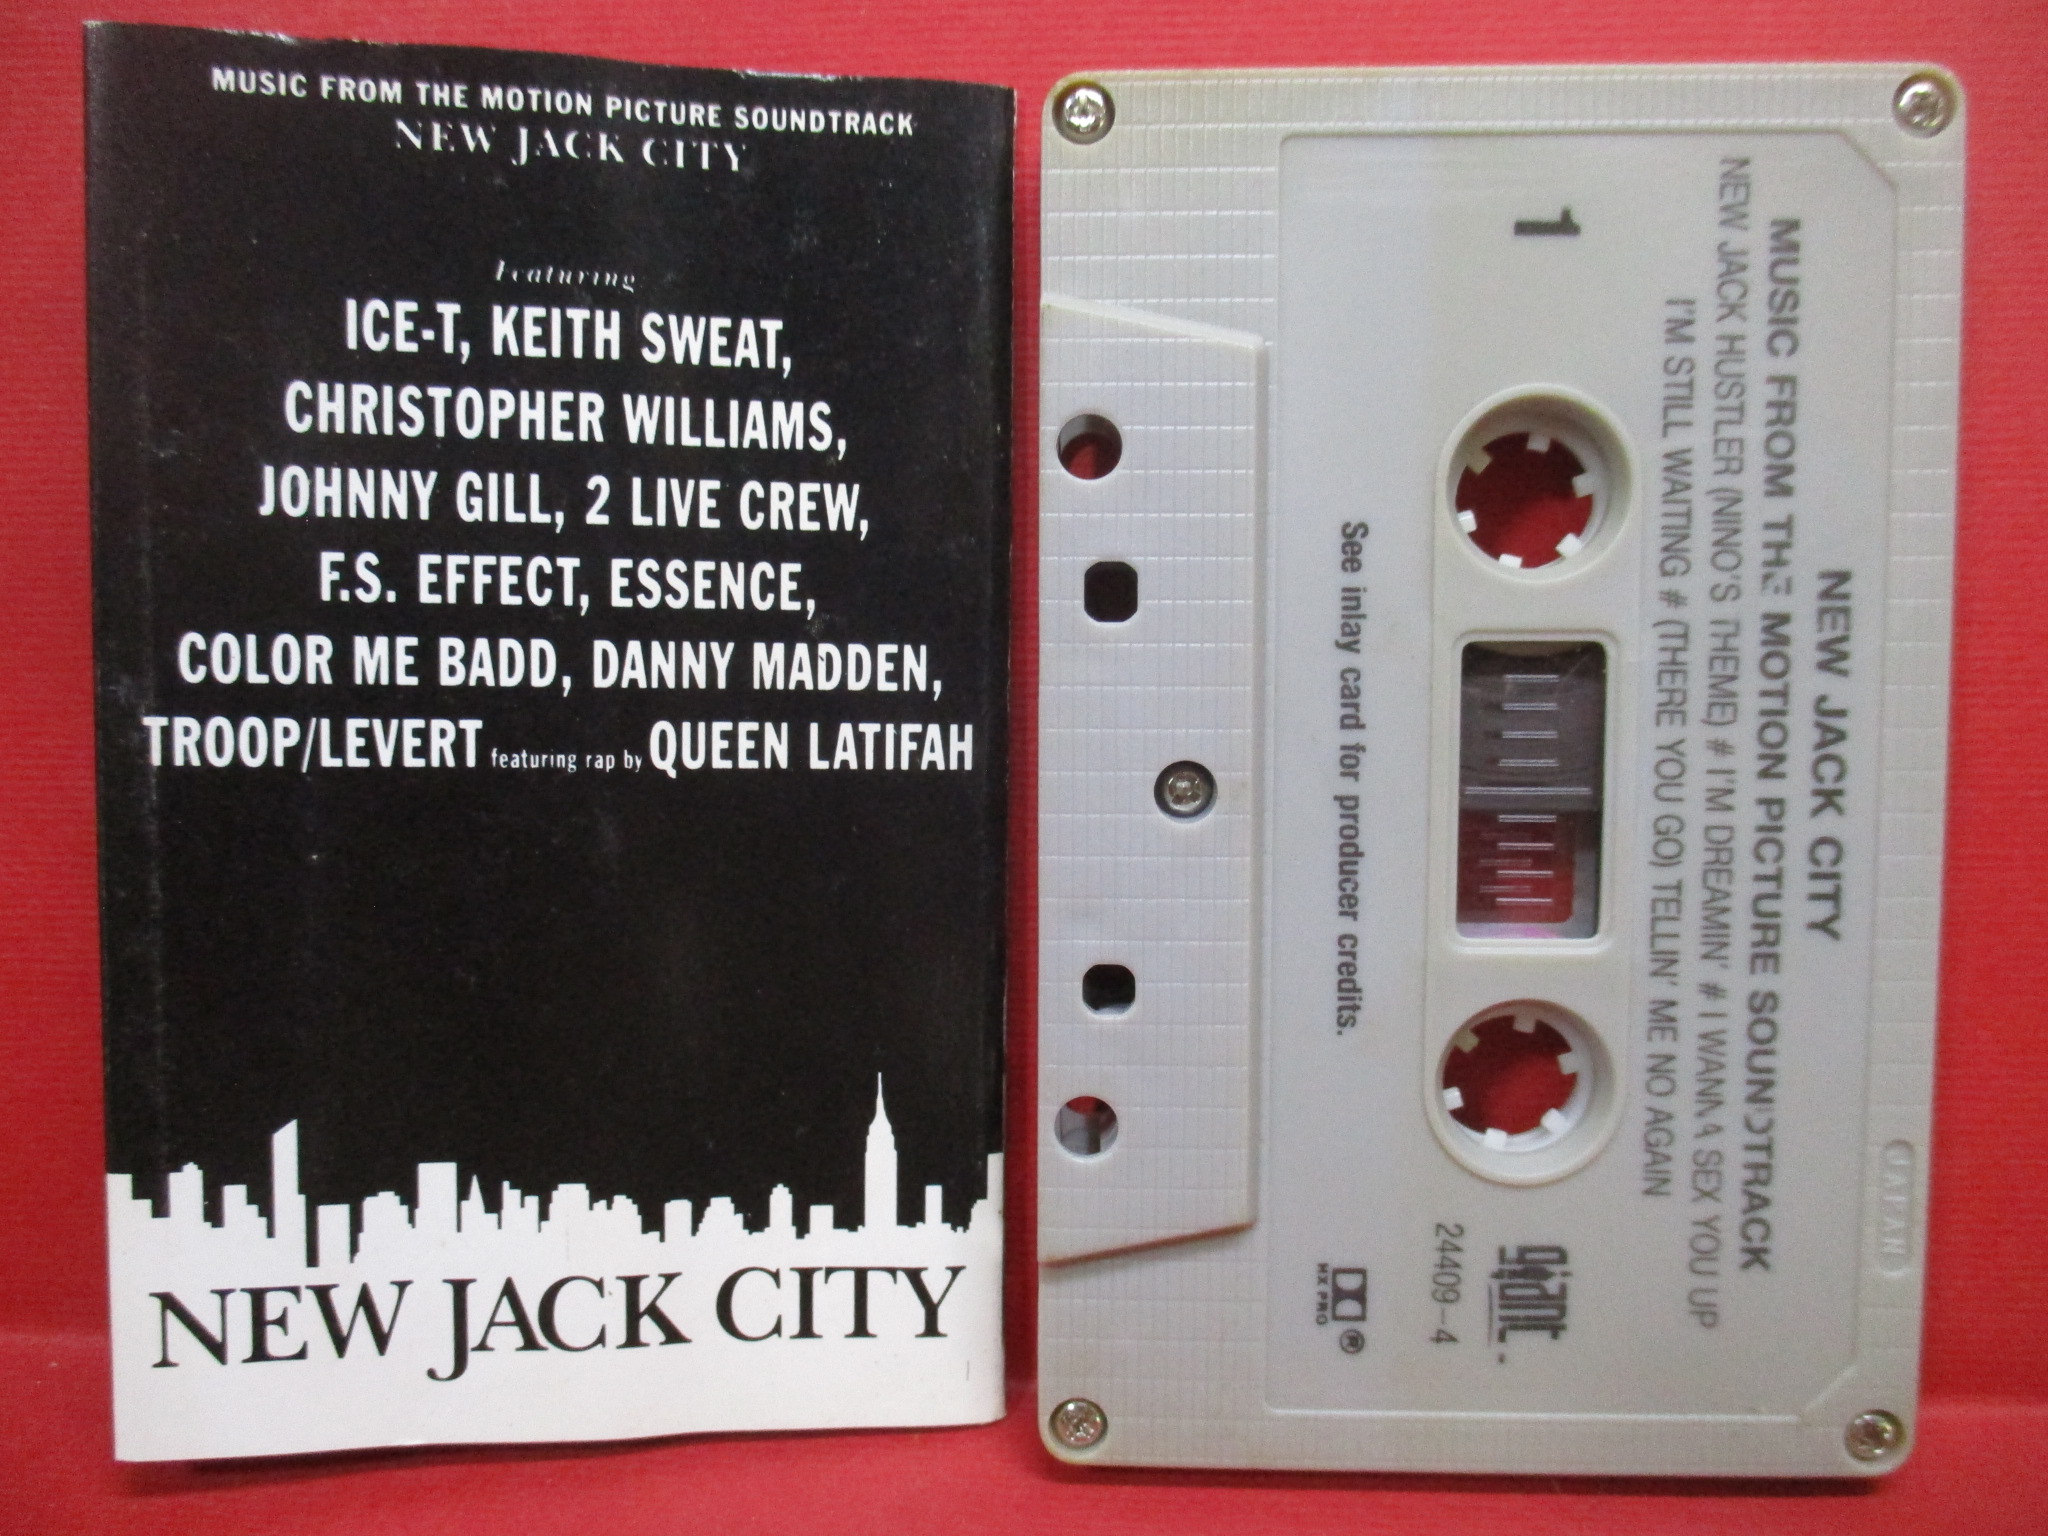 MUSIC FROM THE MOTION PICTURE SOUNDTRACK
NEW JACK CITY
Featuring
ICE-T, KEITH SWEAT,
CHRISTOPHER WILLIAMS,
JOHNNY GILL, 2 LIVE CREW,
F.S. EFFECT, ESSENCE,
COLOR ME BADD, DANNY MADDEN,
TROOP/LEVERT featuring rap by QUEEN LATIFAH
NEW JACK CITY
NEW JACK CITY
MUSIC FROM THE MOTION PICTURE SOUNDTRACK
NEW JACK HUSTLER (NINO'S THEME) # I'M DREAMIN' # I WANNA SEX YOU UP
I'M STILL WAITING # (THERE YOU GO) TELLIN' ME NO AGAIN
1
giant
24409-4
See inlay card for producer credits.
HX PRO
®
JAPAN